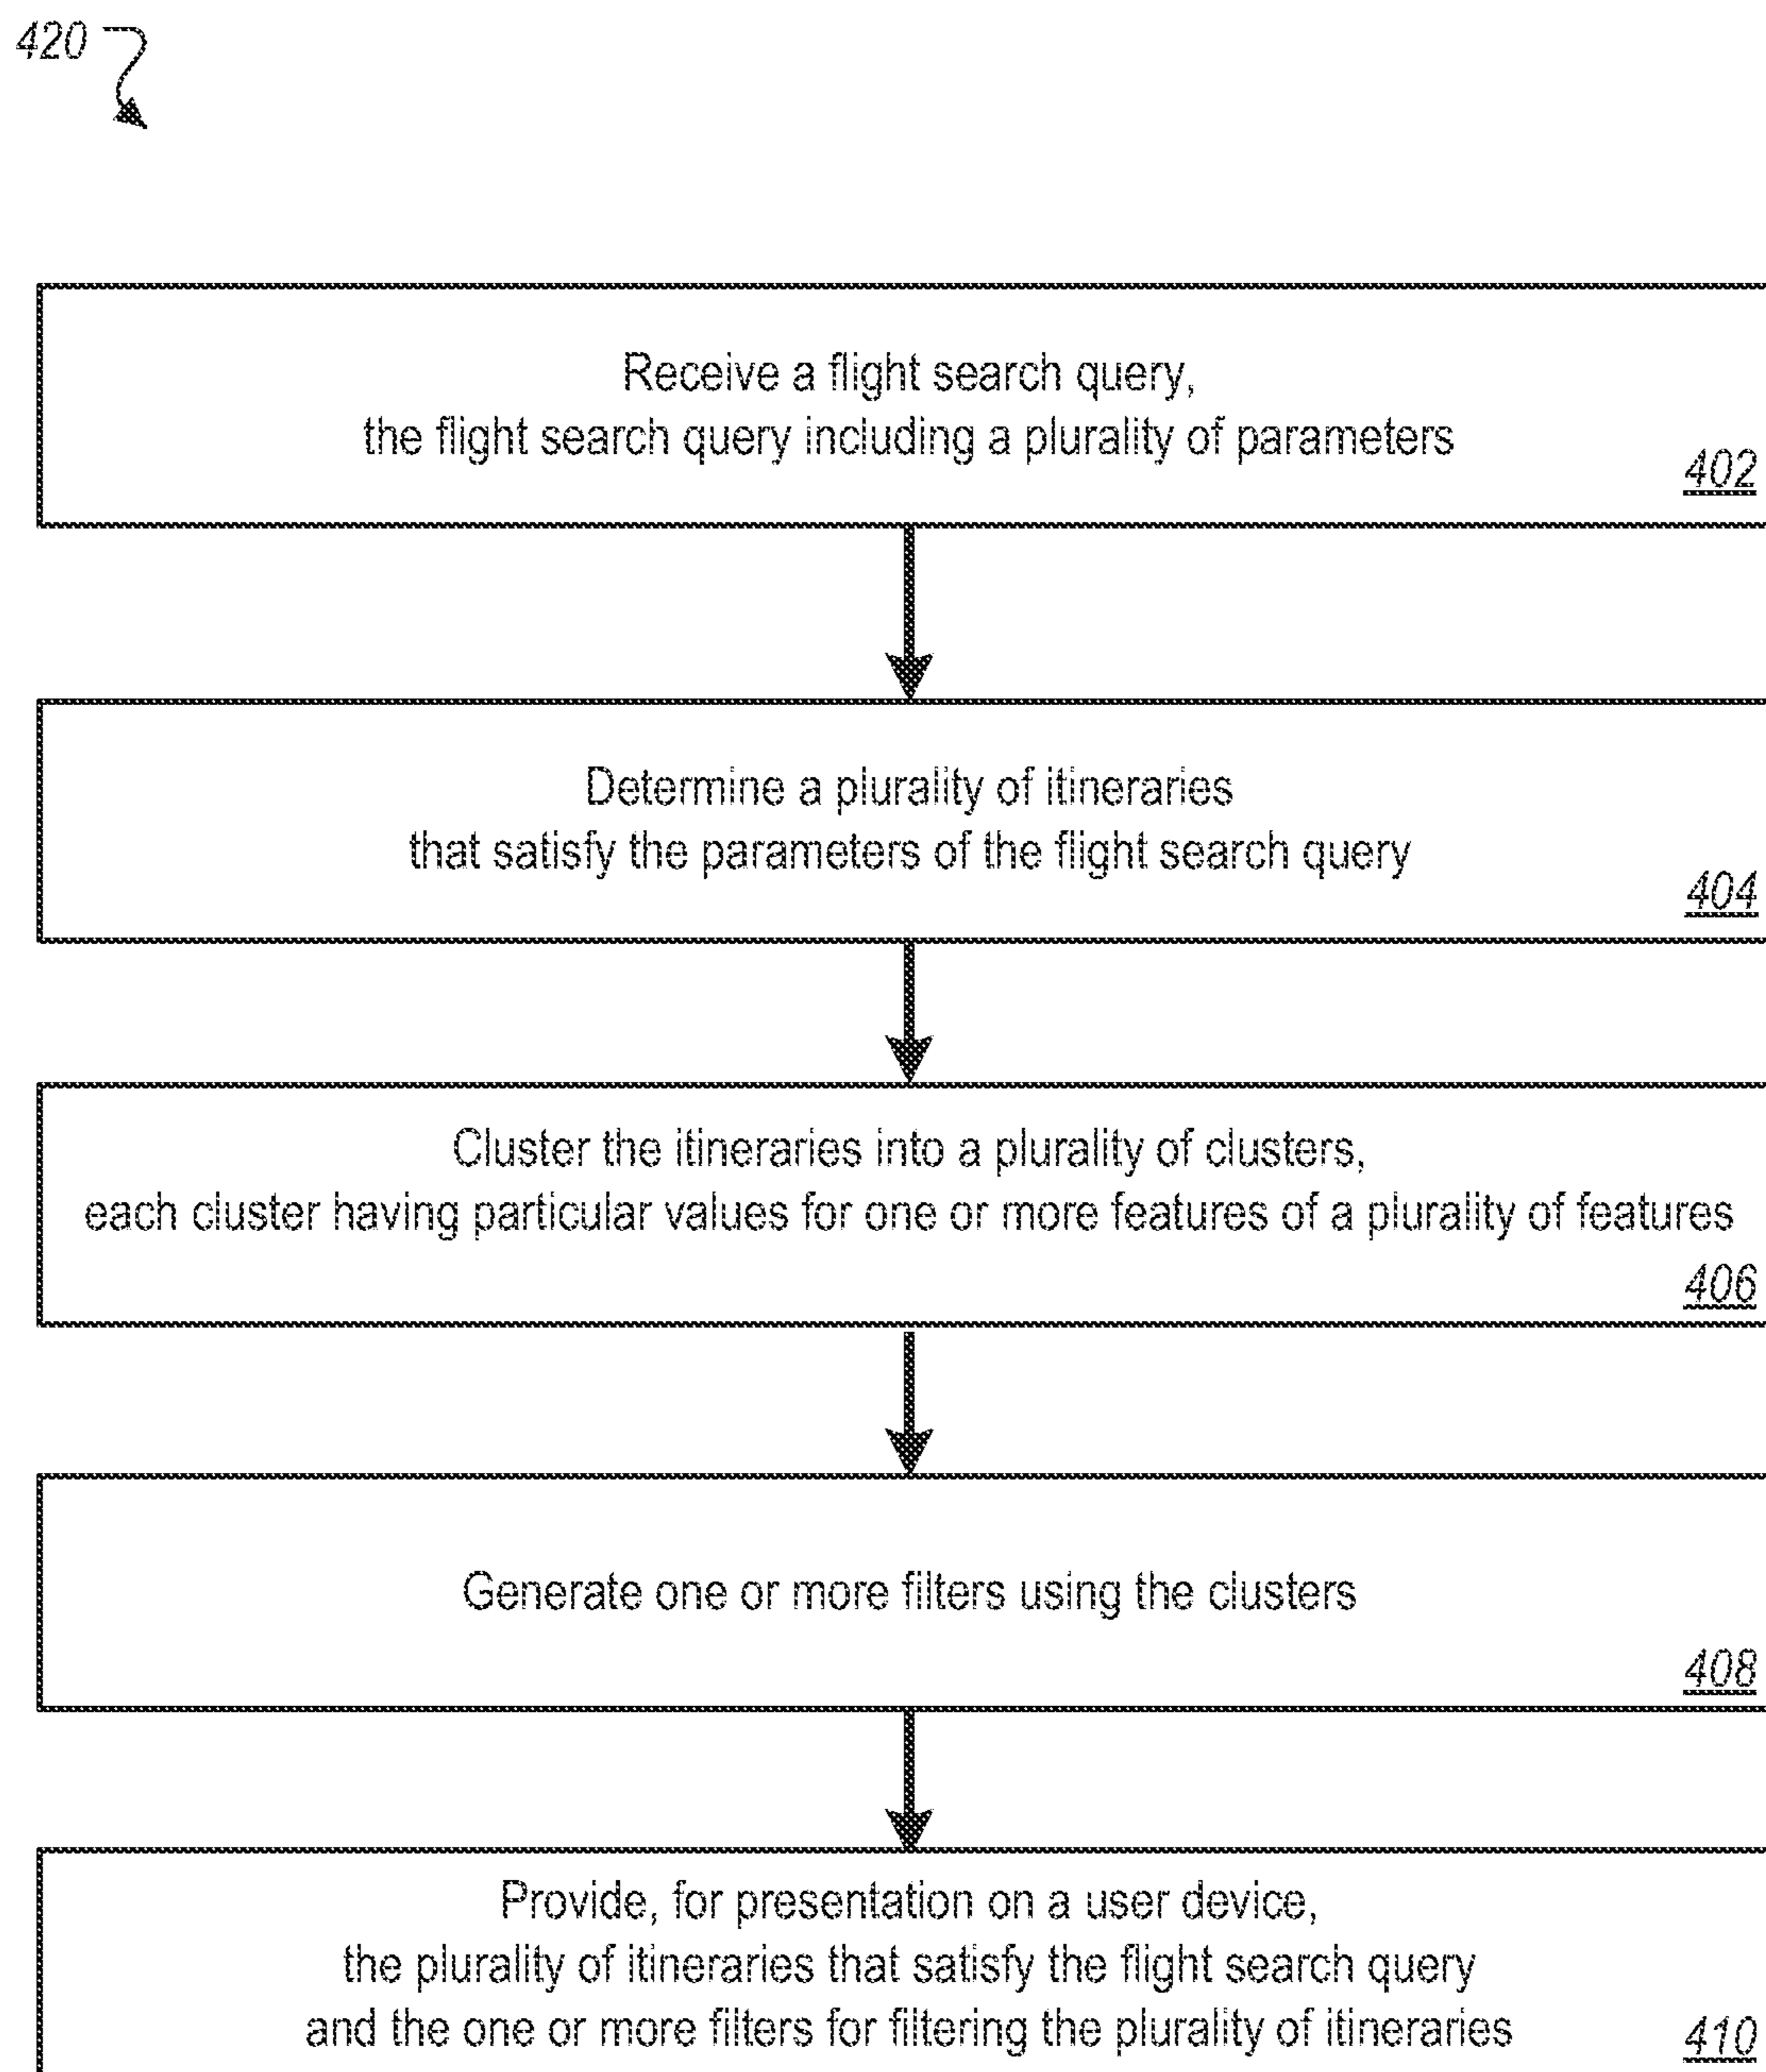 420
Receive a flight search query,
the flight search query including a plurality of parameters
402
Determine a plurality of itineraries
that satisfy the parameters of the flight search query
404
Cluster the itineraries into a plurality of clusters,
each cluster having particular values for one or more features of a plurality of features
406
Generate one or more filters using the clusters
408
Provide, for presentation on a user device,
the plurality of itineraries that satisfy the flight search query
and the one or more filters for filtering the plurality of itineraries
410